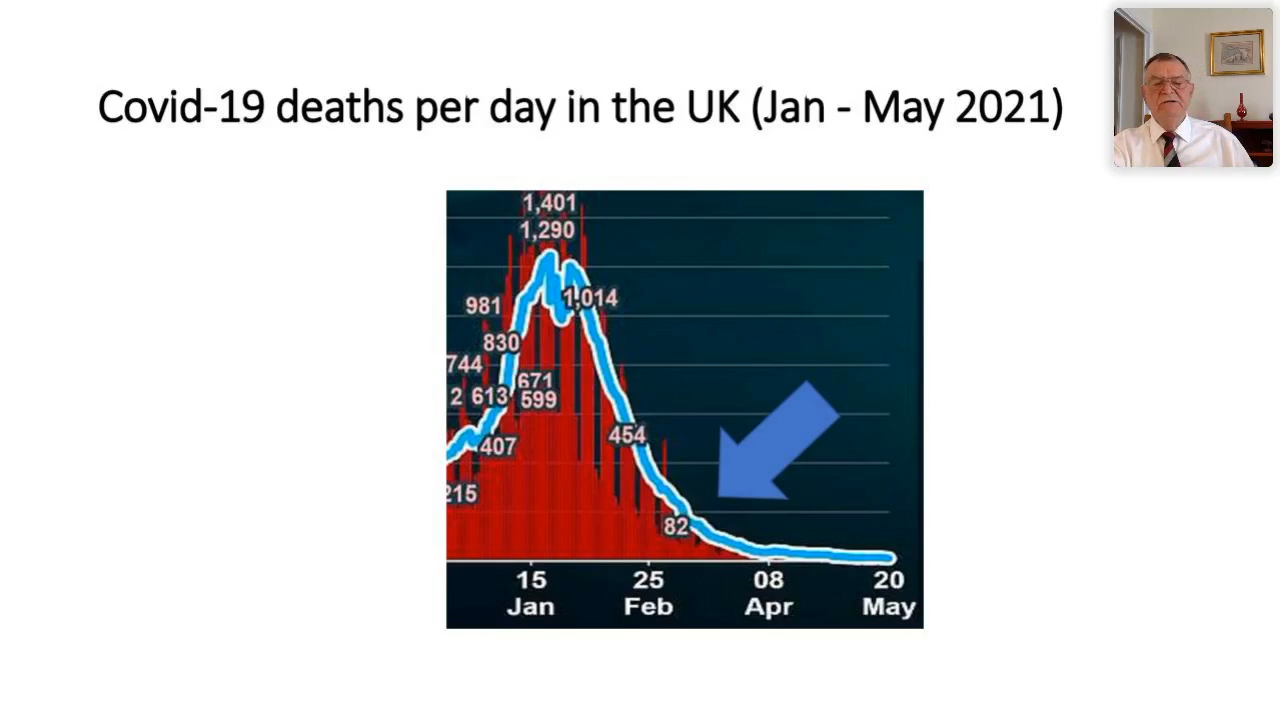 Covid-19 deaths per day in the UK (Jan - May 2021)
1,401
1,290
981
1,014
830
744
671
2 613 599
454
407
215
82
15 25 08 20
Jan Feb Apr May